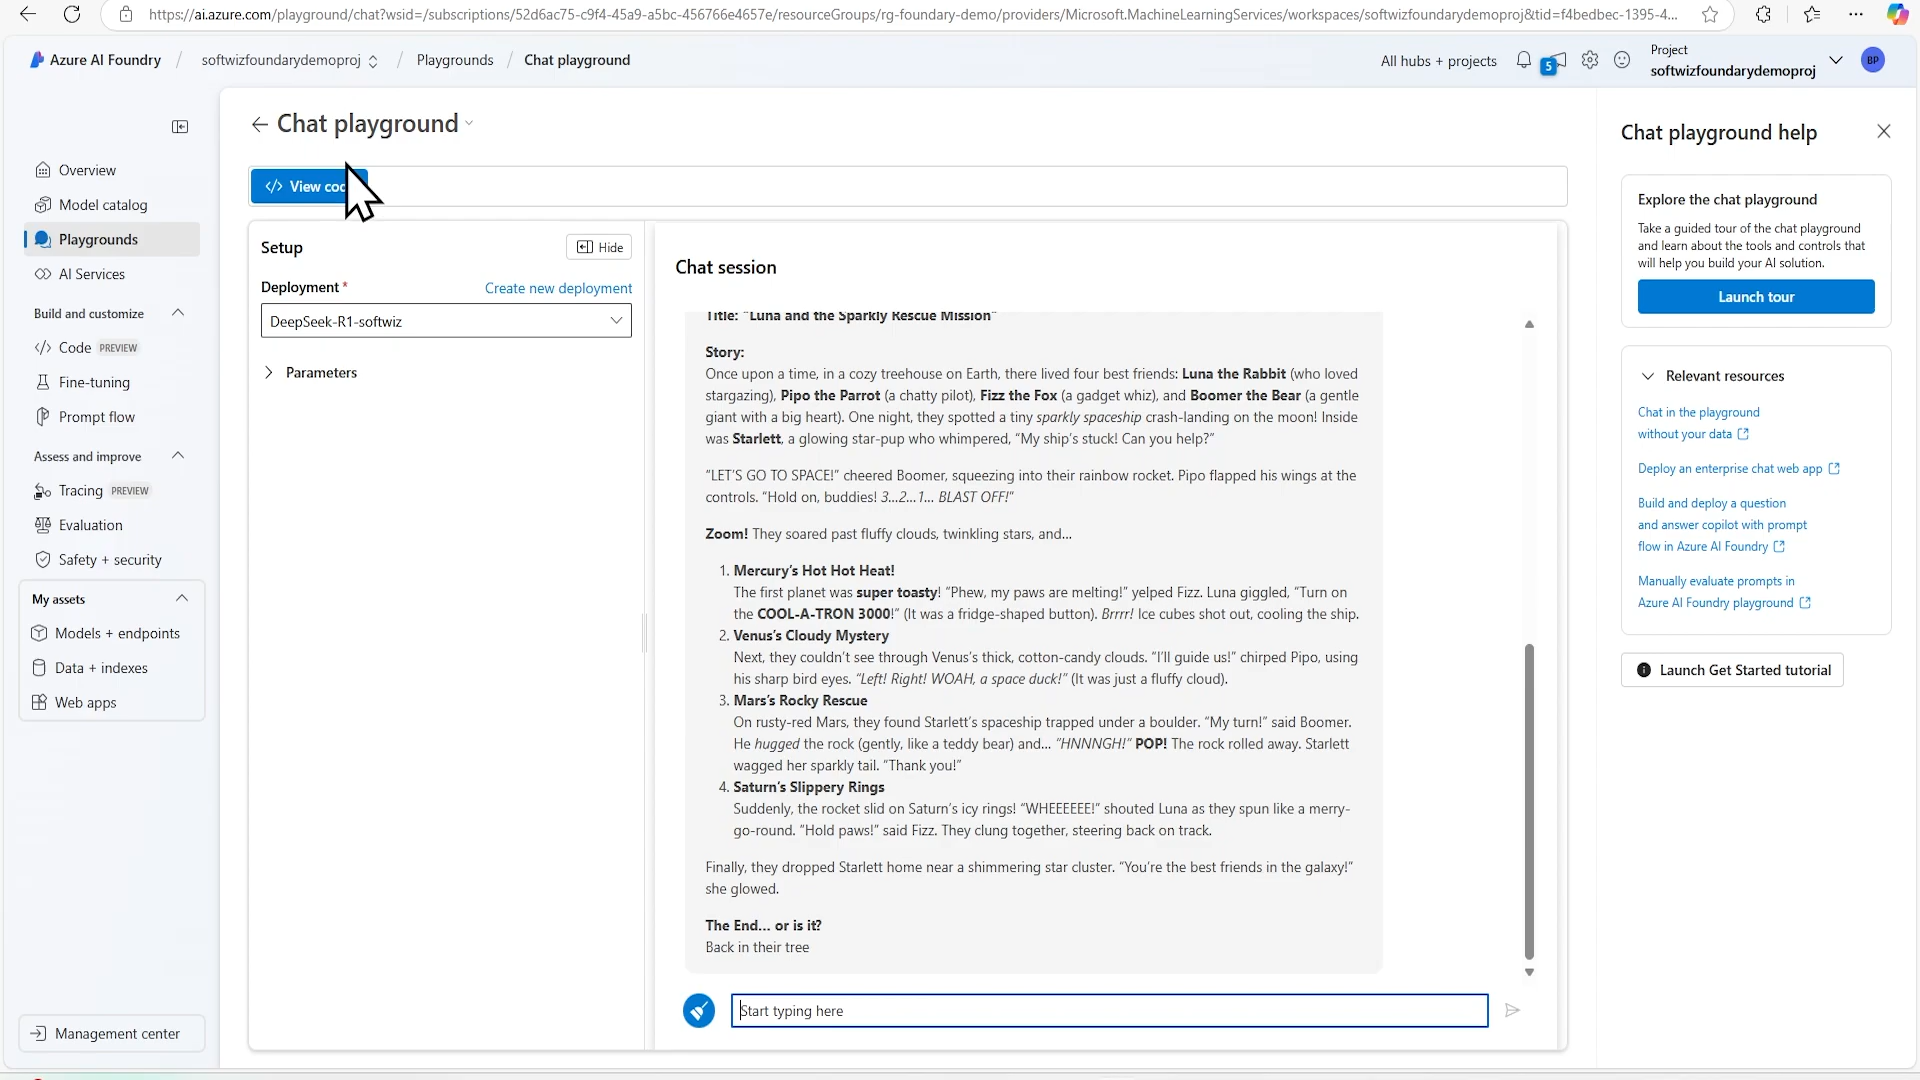 https://ai.azure.com/playground/chat?wsid=/subscriptions/52d6ac75-c9f4-45a9-a5bc-456766e4657e/resourceGroups/rg-foundary-demo/providers/Microsoft.MachineLearningServices/workspaces/softwizfoundarydemoproj&tid=f4bedbec-1395-4...
Azure AI Foundry / softwizfoundarydemoproj / Playgrounds / Chat playground
All hubs + projects
5
Project
softwizfoundarydemoproj
BP
Overview
Model catalog
Playgrounds
AI Services
Build and customize
Code PREVIEW
Fine-tuning
Prompt flow
Assess and improve
Tracing PREVIEW
Evaluation
Safety + security
My assets
Models + endpoints
Data + indexes
Web apps
Management center
Chat playground
</> View cod
Setup
Hide
Deployment *
Create new deployment
DeepSeek-R1-softwiz
Parameters
Chat session
Title: "Luna and the Sparkly Rescue Mission"
Story:
Once upon a time, in a cozy treehouse on Earth, there lived four best friends: Luna the Rabbit (who loved
stargazing), Pipo the Parrot (a chatty pilot), Fizz the Fox (a gadget whiz), and Boomer the Bear (a gentle
giant with a big heart). One night, they spotted a tiny sparkly spaceship crash-landing on the moon! Inside
was Starlett, a glowing star-pup who whimpered, “My ship’s stuck! Can you help?”
“LET’S GO TO SPACE!” cheered Boomer, squeezing into their rainbow rocket. Pipo flapped his wings at the
controls. “Hold on, buddies! 3…2…1… BLAST OFF!”
Zoom! They soared past fluffy clouds, twinkling stars, and…
1. Mercury’s Hot Hot Heat!
The first planet was super toasty! “Phew, my paws are melting!” yelped Fizz. Luna giggled, “Turn on
the COOL-A-TRON 3000!” (It was a fridge-shaped button). Brrr! Ice cubes shot out, cooling the ship.
2. Venus’s Cloudy Mystery
Next, they couldn’t see through Venus’s thick, cotton-candy clouds. “I’ll guide us!” chirped Pipo, using
his sharp bird eyes. “Left! Right! WOAH, a space duck!” (It was just a fluffy cloud).
3. Mars’s Rocky Rescue
On rusty-red Mars, they found Starlett’s spaceship trapped under a boulder. “My turn!” said Boomer.
He hugged the rock (gently, like a teddy bear) and… “HNNNGH!” POP! The rock rolled away. Starlett
wagged her sparkly tail. “Thank you!”
4. Saturn’s Slippery Rings
Suddenly, the rocket slid on Saturn’s icy rings! “WHEEEEEE!” shouted Luna as they spun like a merry-
go-round. “Hold paws!” said Fizz. They clung together, steering back on track.
Finally, they dropped Starlett home near a shimmering star cluster. “You’re the best friends in the galaxy!”
she glowed.
The End… or is it?
Back in their tree
Start typing here
Chat playground help
Explore the chat playground
Take a guided tour of the chat playground
and learn about the tools and controls that
will help you build your AI solution.
Launch tour
Relevant resources
Chat in the playground
without your data
Deploy an enterprise chat web app
Build and deploy a question
and answer copilot with prompt
flow in Azure AI Foundry
Manually evaluate prompts in
Azure AI Foundry playground
Launch Get Started tutorial